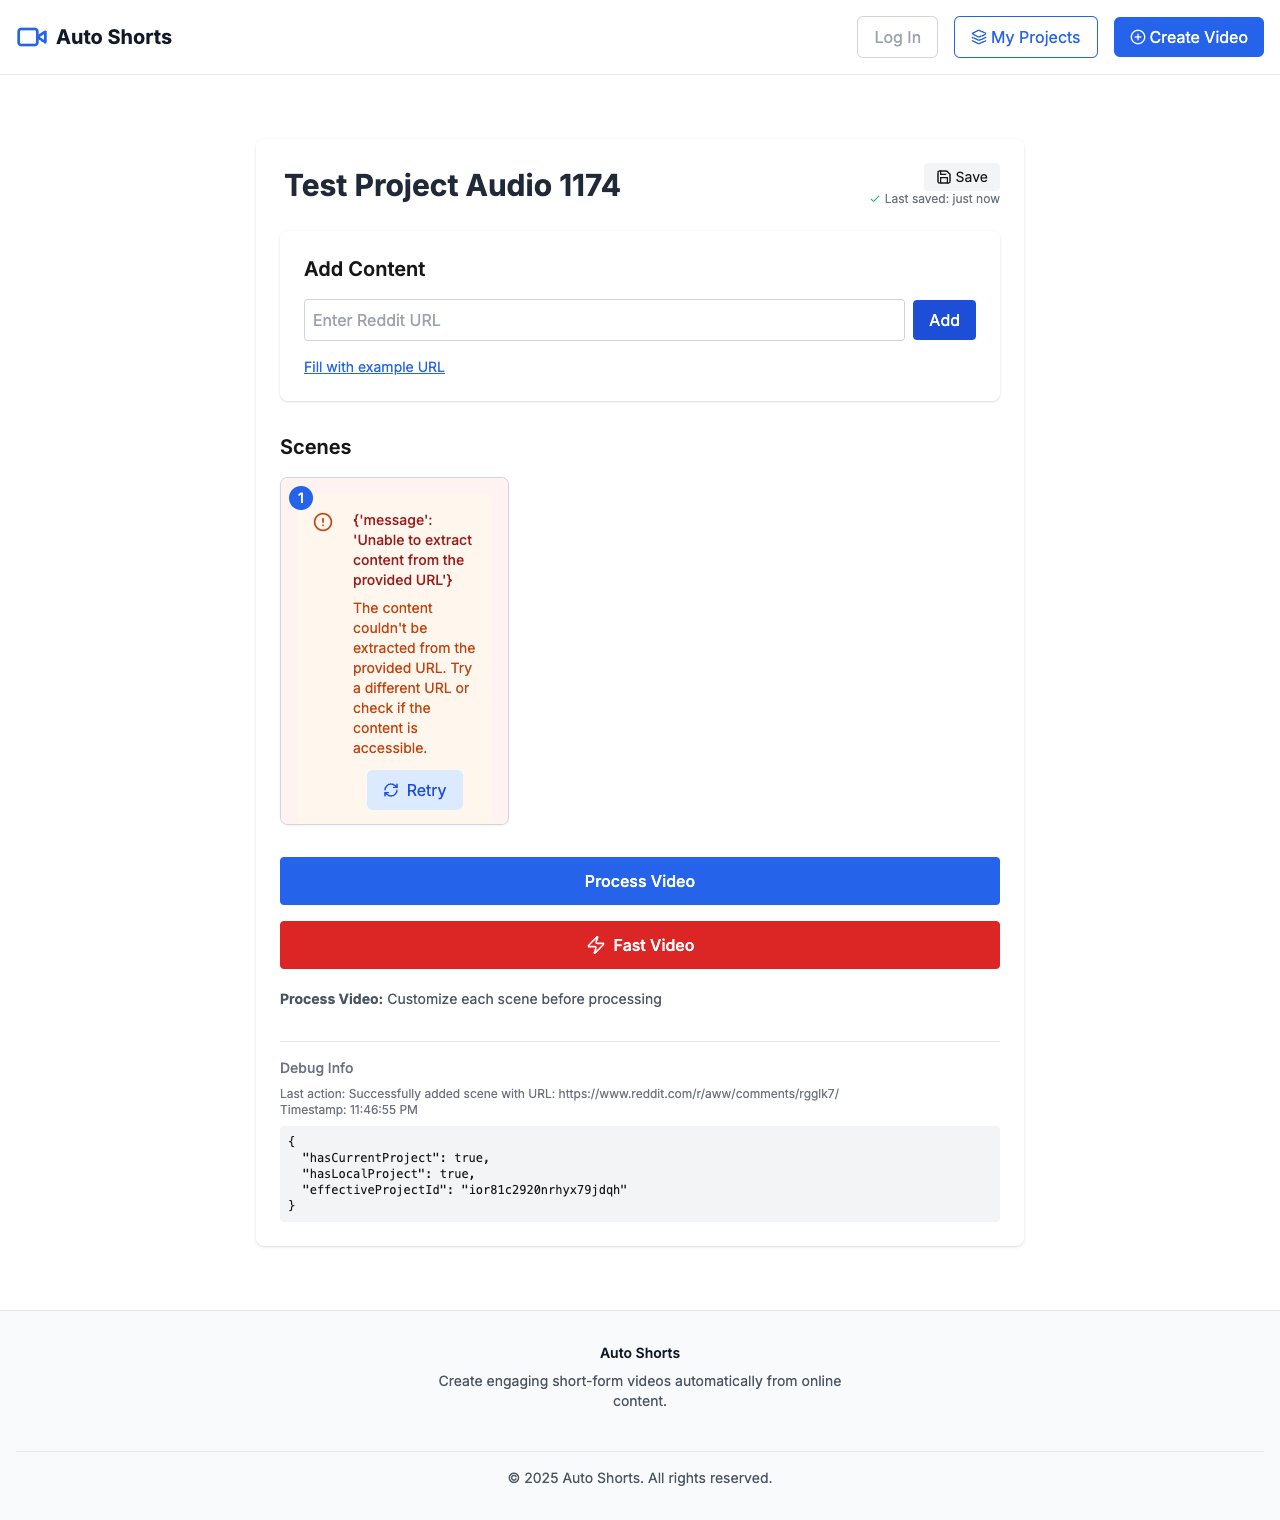 Auto Shorts
Log In
My Projects
Create Video
Test Project Audio 1174
Save
Last saved: just now
Add Content
Enter Reddit URL
Add
Fill with example URL
Scenes
1
{'message':
'Unable to extract
content from the
provided URL'}
The content
couldn't be
extracted from the
provided URL. Try
a different URL or
check if the
content is
accessible.
Retry
Process Video
Fast Video
Process Video: Customize each scene before processing
Debug Info
Last action: Successfully added scene with URL: https://www.reddit.com/r/aww/comments/rgglk7/
Timestamp: 11:46:55 PM
{
  "hasCurrentProject": true,
  "hasLocalProject": true,
  "effectiveProjectId": "ior81c2920nrhyx79jdqh"
}
Auto Shorts
Create engaging short-form videos automatically from online
content.
© 2025 Auto Shorts. All rights reserved.